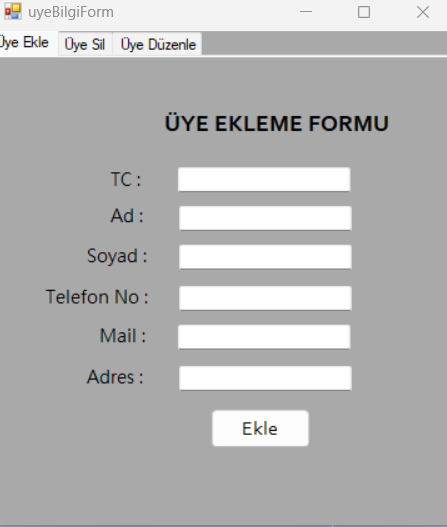 uyeBilgiForm
Üye Ekle Üye Sil Üye Düzenle
ÜYE EKLEME FORMU
TC :
Ad :
Soyad :
Telefon No :
Mail :
Adres :
Ekle